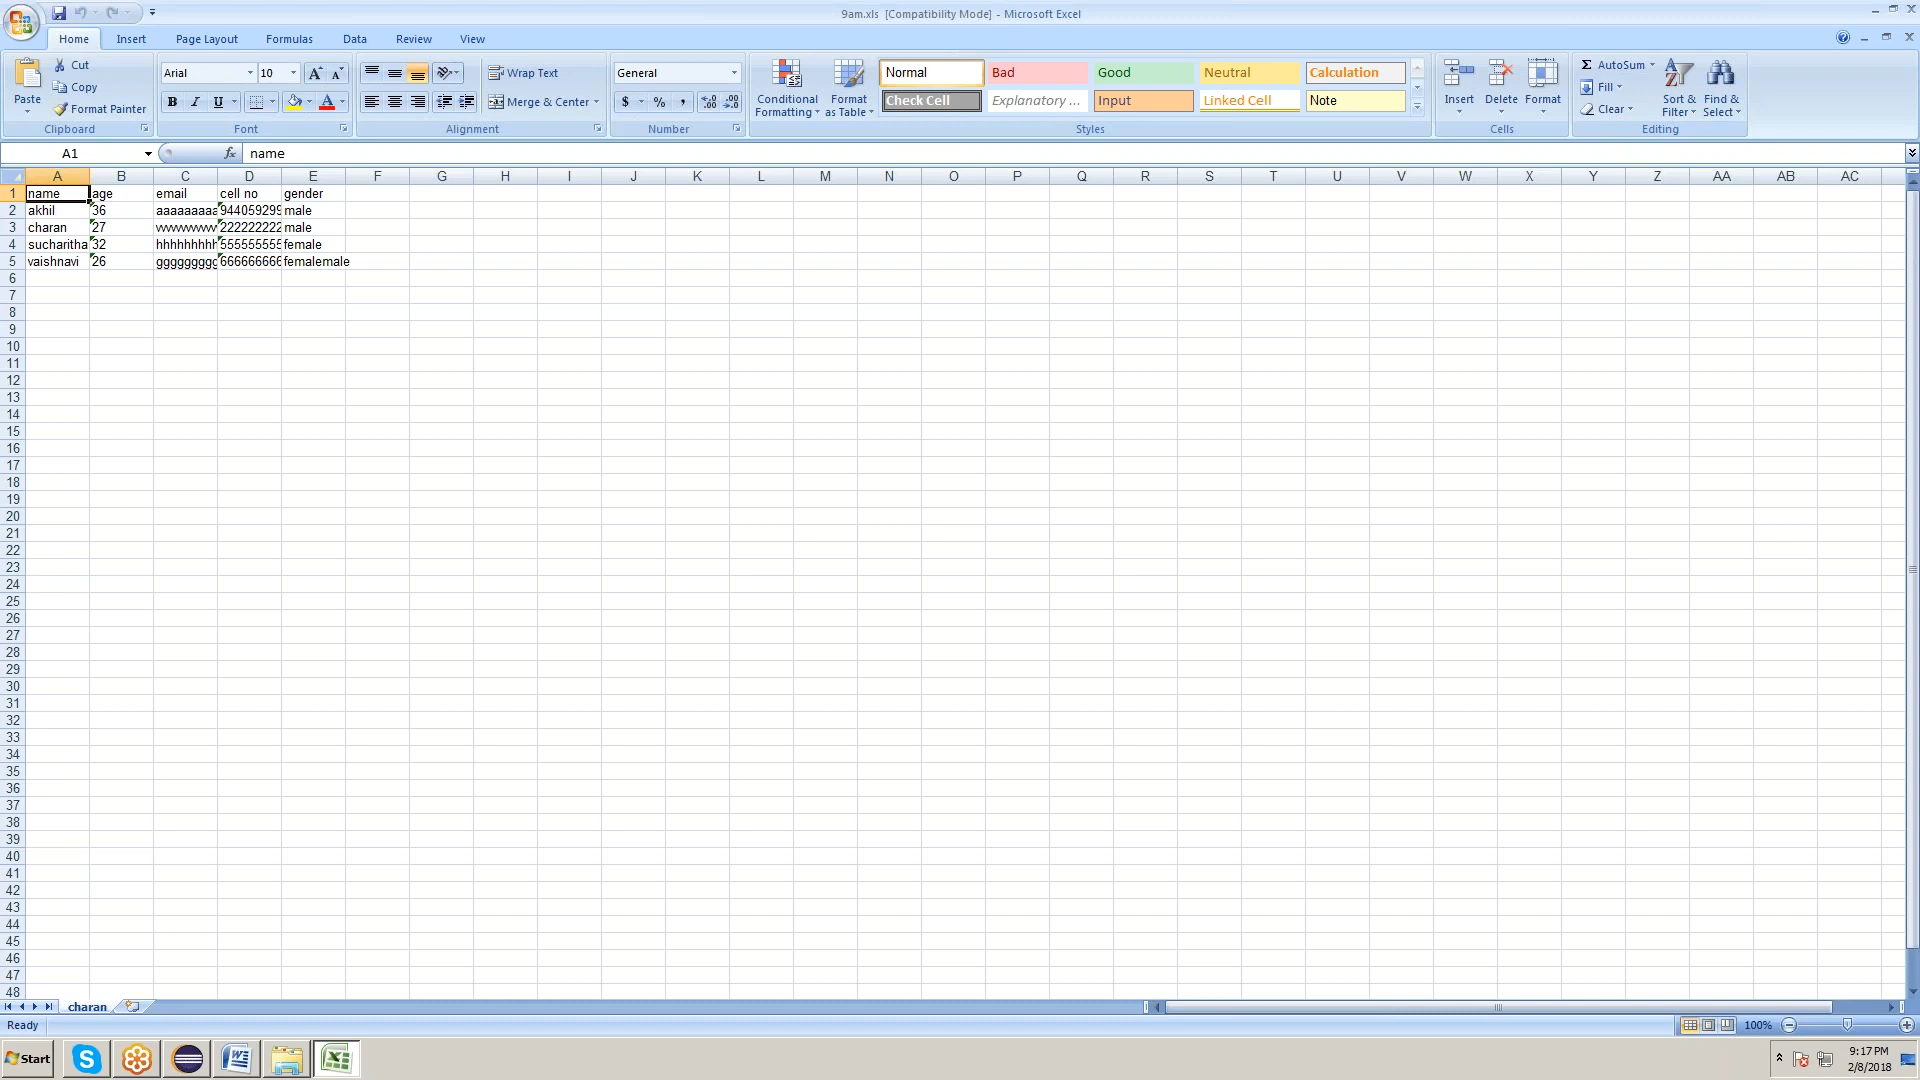 9am.xls [Compatibility Mode] - Microsoft Excel
Home Insert Page Layout Formulas Data Review View
Paste Cut Copy Format Painter Clipboard
Arial 10 B I U Font
Wrap Text Merge & Center Alignment
General $ % , Number
Conditional Formatting Format as Table
Normal Bad Good Neutral Calculation
Check Cell Explanatory ... Input Linked Cell Note
Styles
Insert Delete Format Cells
Σ AutoSum Fill Clear Sort & Filter Find & Select Editing
A1 fx name
A B C D E F G H I J K L M N O P Q R S T U V W X Y Z AA AB AC
1 name age email cell no gender
2 akhil 36 aaaaaaaaa 944059299 male
3 charan 27 male
4 sucharitha 32 hhhhhhhhh 555555555 female
5 vaishnavi 26 ggggggggg 666666666 femalemale
6
7
8
9
10
11
12
13
14
15
16
17
18
19
20
21
22
23
24
25
26
27
28
29
30
31
32
33
34
35
36
37
38
39
40
41
42
43
44
45
46
47
48
charan
Ready 100%
Start 9:17 PM
2/8/2018